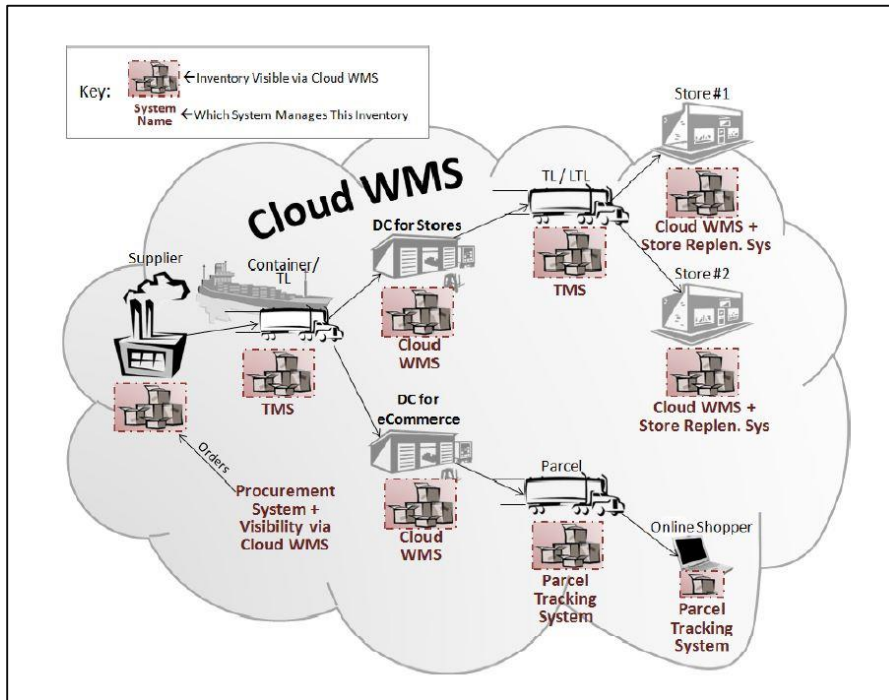 Key:
←Inventory Visible via Cloud WMS
System
Name
←Which System Manages This Inventory
Cloud WMS
Supplier
Container/
TL
TMS
Orders
Procurement
System +
Visibility via
Cloud WMS
DC for Stores
Cloud
WMS
TL / LTL
TMS
Store #1
Cloud WMS +
Store Replen. Sys
Store #2
Cloud WMS +
Store Replen. Sys
DC for
eCommerce
Cloud
WMS
Parcel
Parcel
Tracking
System
Online Shopper
Parcel
Tracking
System